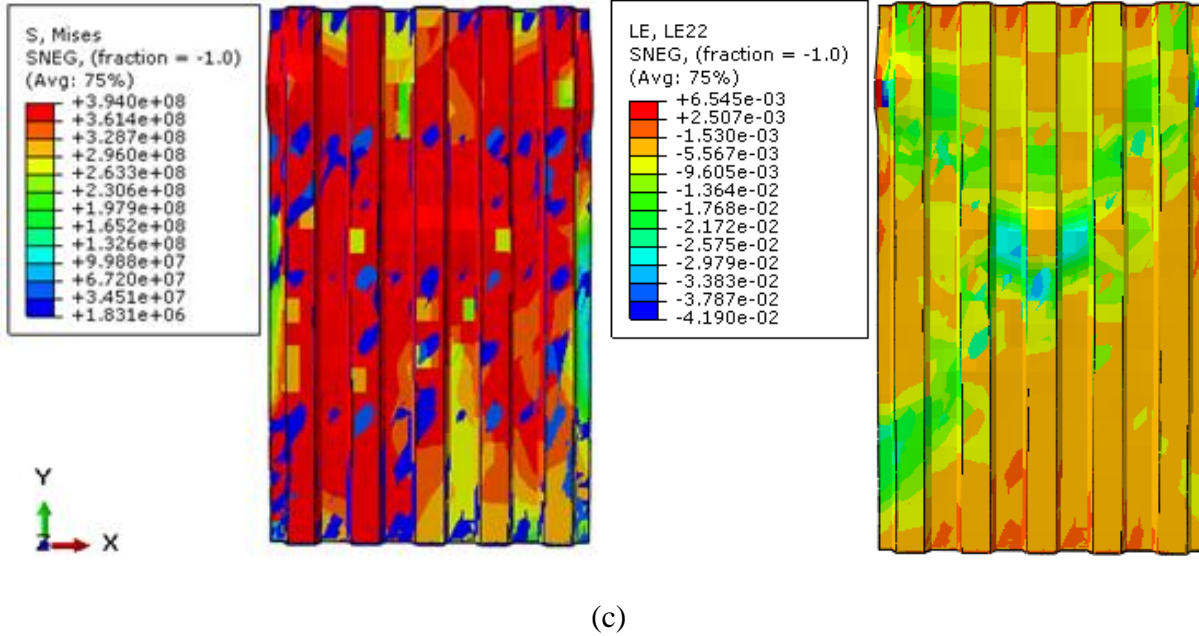 S, Mises
SNEG, (fraction = -1.0)
(Avg: 75%)
+3.940e+08
+3.614e+08
+3.287e+08
+2.960e+08
+2.633e+08
+2.306e+08
+1.979e+08
+1.652e+08
+1.326e+08
+9.988e+07
+6.720e+07
+3.451e+07
+1.831e+06
LE, LE22
SNEG, (fraction = -1.0)
(Avg: 75%)
+6.545e-03
+2.507e-03
-1.530e-03
-5.567e-03
-9.605e-03
-1.364e-02
-1.768e-02
-2.172e-02
-2.575e-02
-2.979e-02
-3.383e-02
-3.787e-02
-4.190e-02
Y
Z X
(c)